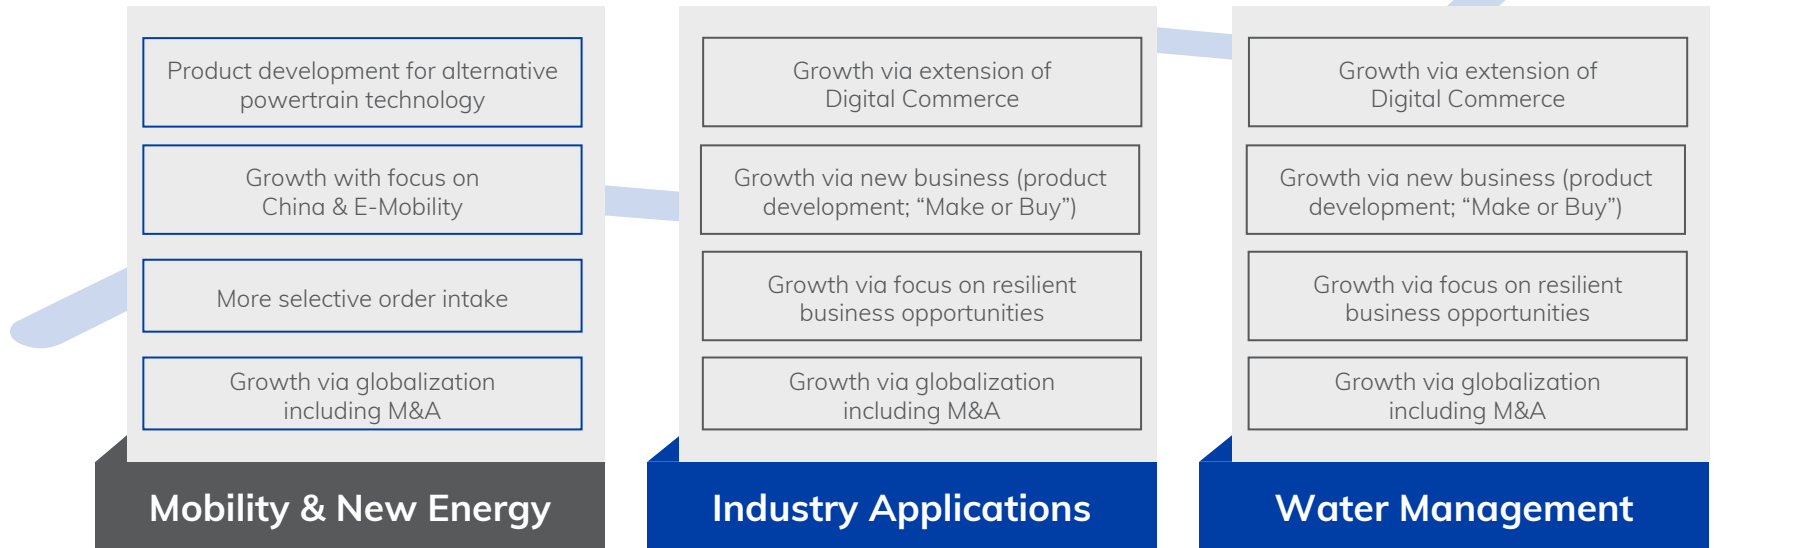 Product development for alternative
powertrain technology
Growth with focus on
China & E-Mobility
More selective order intake
Growth via globalization
including M&A
Mobility & New Energy
Growth via extension of
Digital Commerce
Growth via new business (product
development; “Make or Buy”)
Growth via focus on resilient
business opportunities
Growth via globalization
including M&A
Industry Applications
Growth via extension of
Digital Commerce
Growth via new business (product
development; “Make or Buy”)
Growth via focus on resilient
business opportunities
Growth via globalization
including M&A
Water Management